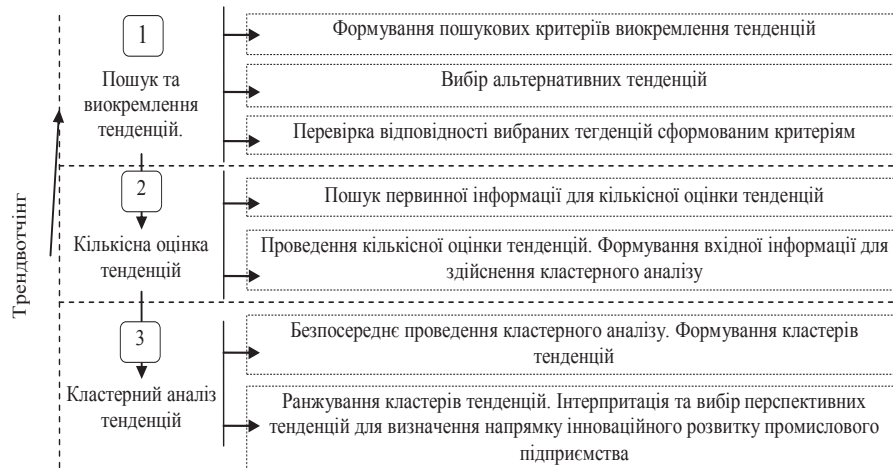 Трендвотчінг
1
Пошук та
виокремлення
тенденцій.
Формування пошукових критеріїв виокремлення тенденцій
Вибір альтернативних тенденцій
Перевірка відповідності вибраних тегденцій сформованим критеріям
2
Кількісна оцінка
тенденцій
Пошук первинної інформації для кількісної оцінки тенденцій
Проведення кількісної оцінки тенденцій. Формування вхідної інформації для
здійснення кластерного аналізу
3
Кластерний аналіз
тенденцій
Безпосереднє проведення кластерного аналізу. Формування кластерів
тенденцій
Ранжування кластерів тенденцій. Інтерпритація та вибір перспективних
тенденцій для визначення напрямку інноваційного розвитку промислового
підприємства